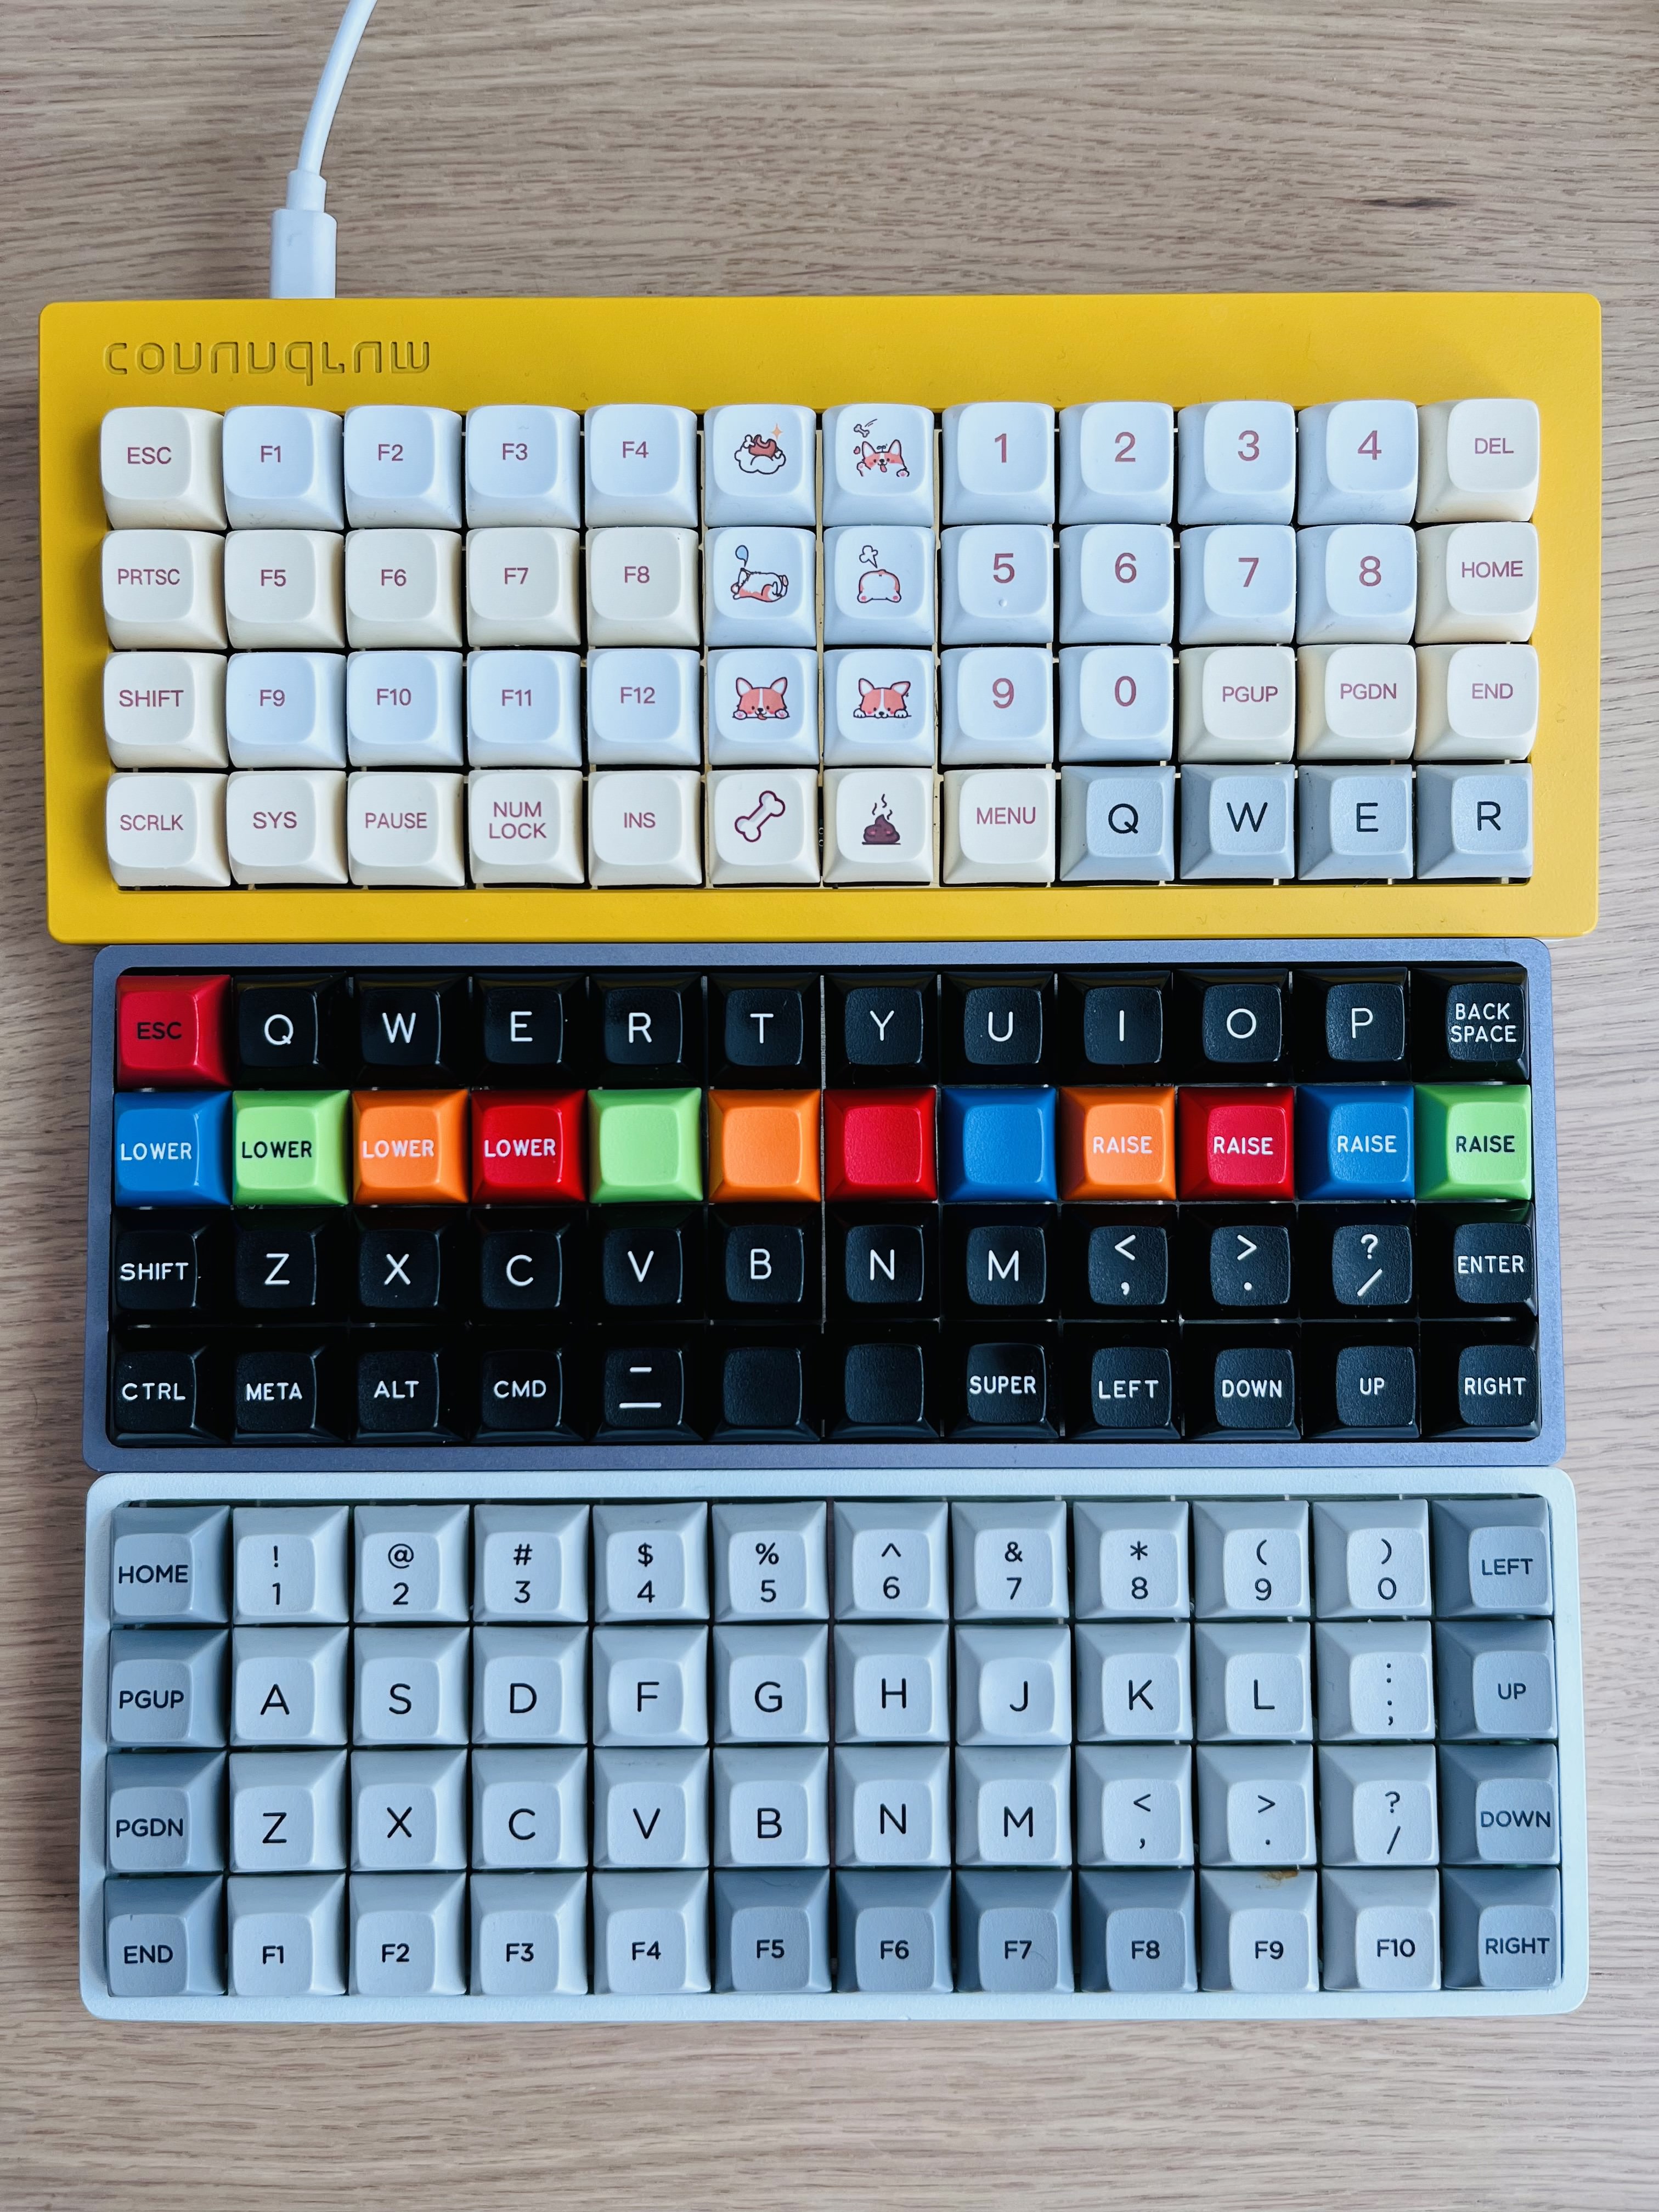 ESC F1 F2 F3 F4 1 2 3 4 DEL
PRTSC F5 F6 F7 F8 5 6 7 8 HOME
SHIFT F9 F10 F11 F12 9 0 PGUP PGDN END
SCRLK SYS PAUSE NUM LOCK INS MENU Q W E R
ESC Q W E R T Y U I O P BACK SPACE
LOWER LOWER LOWER LOWER RAISE RAISE RAISE RAISE
SHIFT Z X C V B N M < , > . ? / ENTER
CTRL META ALT CMD – _ SUPER LEFT DOWN UP RIGHT
HOME ! 1 @ 2 # 3 $ 4 % 5 ^ 6 & 7 * 8 ( 9 ) 0 LEFT
PGUP A S D F G H J K L : ; UP
PGDN Z X C V B N M < , > . ? / DOWN
END F1 F2 F3 F4 F5 F6 F7 F8 F9 F10 RIGHT